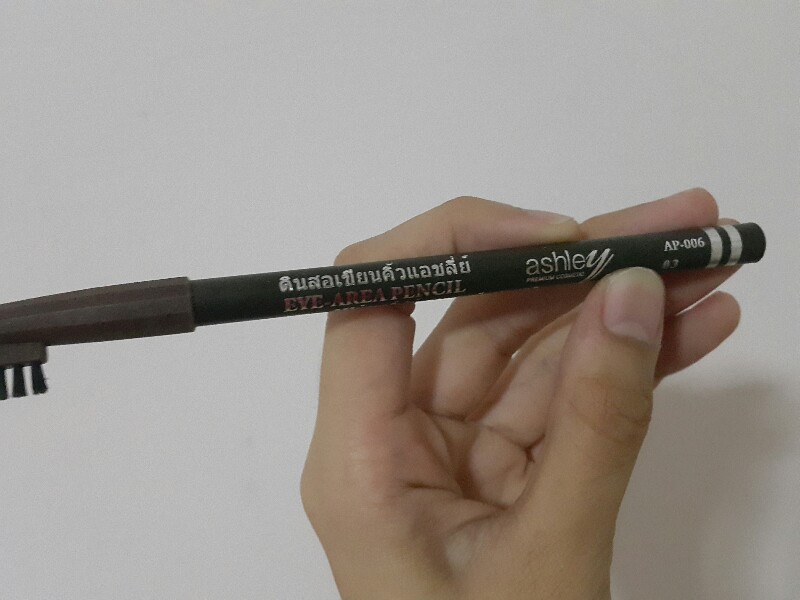 ดินสอเขียนคิ้วแอชลี่ย์
EYE-AREA PENCIL
ashley
PREMIUM COSMETIC
AP-006